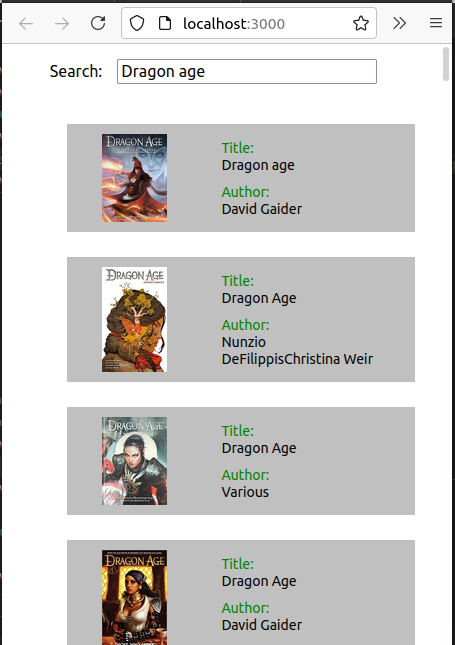 localhost:3000
Search: Dragon age
DRAGON AGE
Title:
Dragon age
Author:
David Gaider
DRAGON AGE
Title:
Dragon Age
Author:
Nunzio
DeFilippisChristina Weir
DRAGON AGE
Title:
Dragon Age
Author:
Various
DRAGON AGE
Title:
Dragon Age
Author:
David Gaider